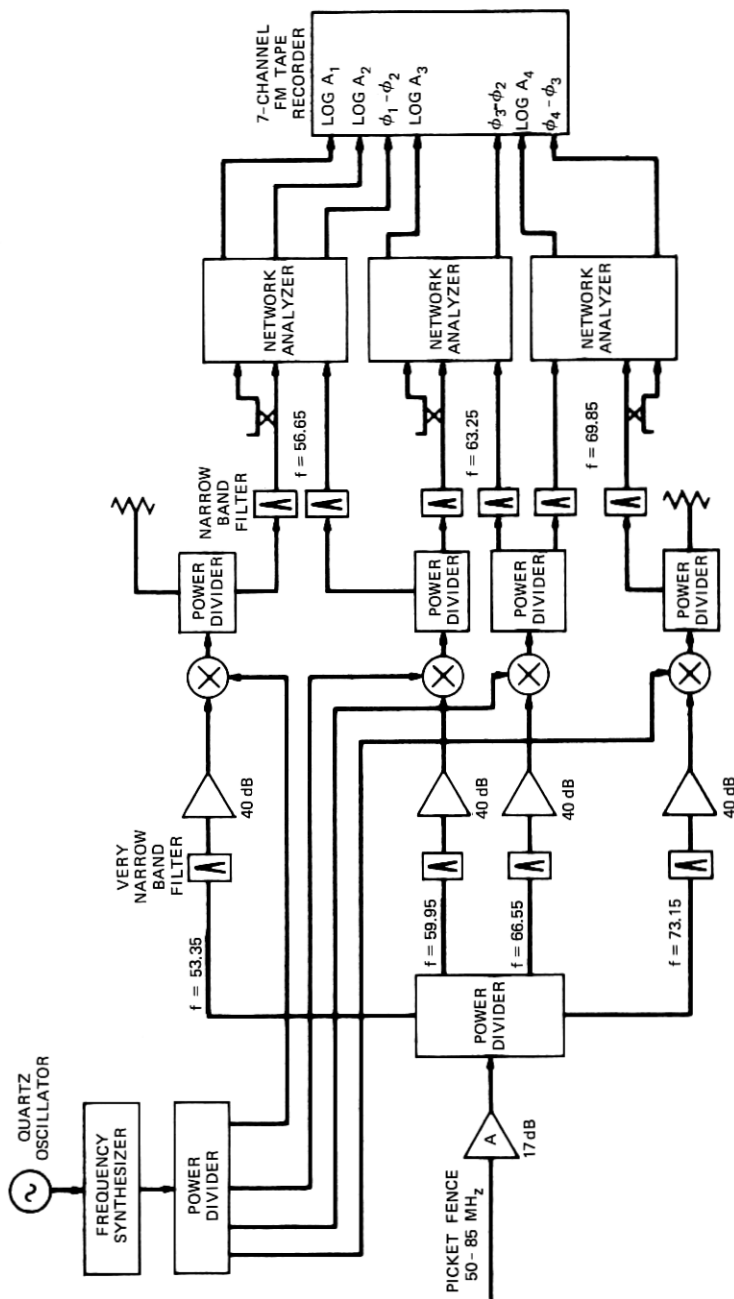 QUARTZ
OSCILLATOR
~
FREQUENCY
SYNTHESIZER
POWER
DIVIDER
PICKET FENCE
50 - 85 MHz
A
17 dB
POWER
DIVIDER
f = 53.35
f = 59.95
f = 66.55
f = 73.15
VERY
NARROW
BAND
FILTER
40 dB
40 dB
40 dB
40 dB
POWER
DIVIDER
POWER
DIVIDER
POWER
DIVIDER
POWER
DIVIDER
NARROW
BAND
FILTER
f = 56.65
f = 63.25
f = 69.85
NETWORK
ANALYZER
NETWORK
ANALYZER
NETWORK
ANALYZER
7-CHANNEL
FM TAPE
RECORDER
LOG A1
LOG A2
ϕ1 - ϕ2
LOG A3
ϕ3-ϕ2
LOG A4
ϕ4 - ϕ3